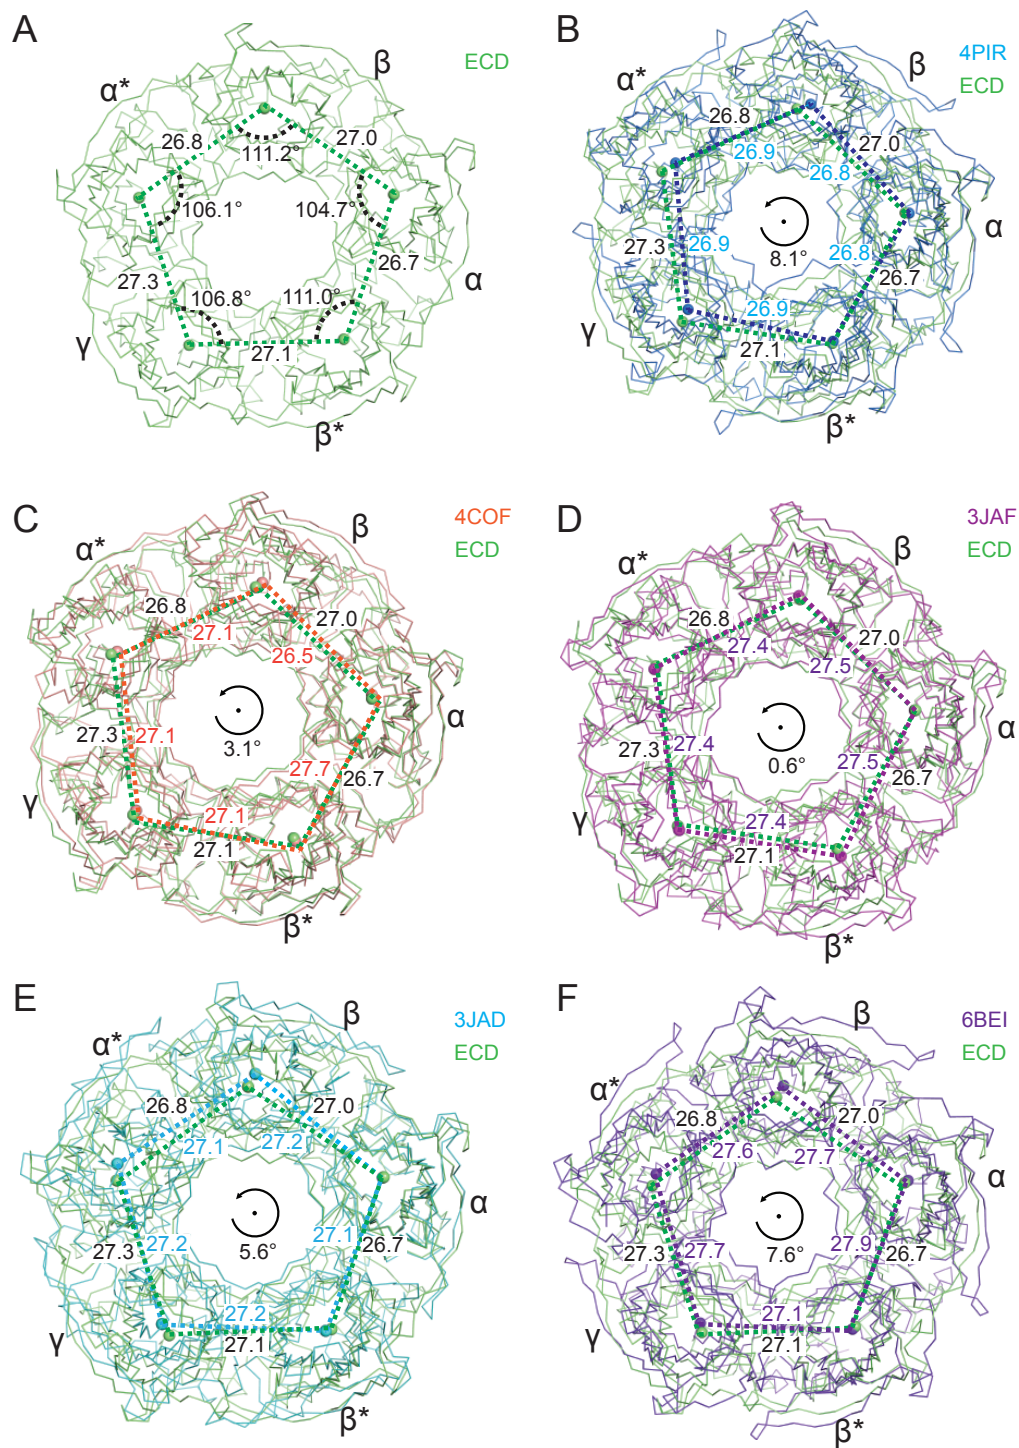 A
ECD
β
α*
26.8
27.0
111.2°
106.1°
104.7°
27.3
26.7
α
106.8°
111.0°
γ
27.1
β*
B
4PIR
ECD
β
α*
26.8
26.9
27.0
26.8
α
27.3
26.9
8.1°
26.8
26.7
26.9
γ
27.1
β*
C
4COF
ECD
β
α*
26.8
27.1
27.0
26.5
α
27.3
27.1
3.1°
27.7
26.7
γ
27.1
27.1
β*
D
3JAF
ECD
β
α*
26.8
27.4
27.0
27.5
α
27.3
27.4
0.6°
27.5
26.7
γ
27.4
27.1
β*
E
3JAD
ECD
β
α*
26.8
27.1
27.0
27.2
α
27.3
27.2
5.6°
27.1
26.7
27.2
27.1
γ
β*
F
6BEI
ECD
β
α*
26.8
27.6
27.0
27.7
α
27.3
27.7
7.6°
27.9
26.7
27.1
27.1
γ
β*